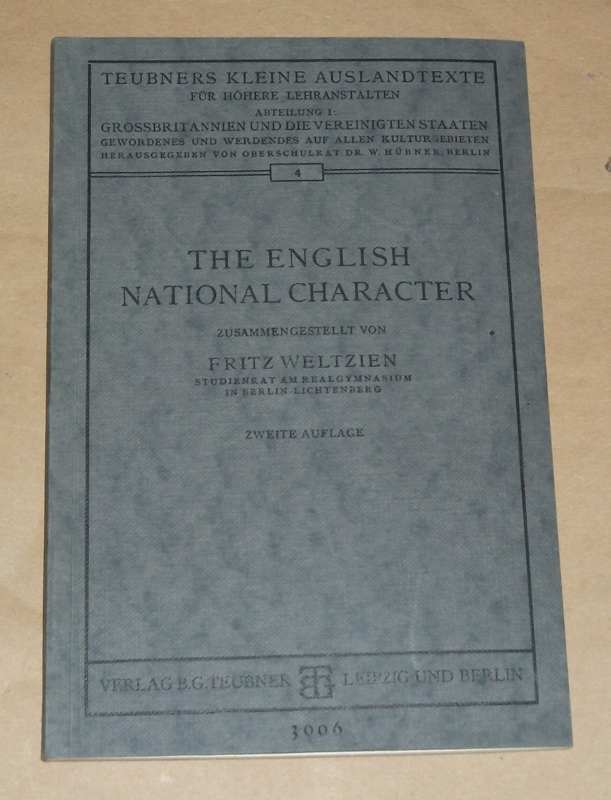 TEUBNERS KLEINE AUSLANDTEXTE
FÜR HÖHERE LEHRANSTALTEN
ABTEILUNG I:
GROSSBRITANNIEN UND DIE VEREINIGTEN STAATEN
GEWORDENES UND WERDENDES AUF ALLEN KULTURGEBIETEN
HERAUSGEGEBEN VON OBERSCHULRAT DR. W. HÜBNER, BERLIN
4
THE ENGLISH
NATIONAL CHARACTER
ZUSAMMENGESTELLT VON
FRITZ WELTZIEN
STUDIENRAT AM REALGYMNASIUM
IN BERLIN-LICHTENBERG
ZWEITE AUFLAGE
VERLAG B.G. TEUBNER BGT LEIPZIG UND BERLIN
3006